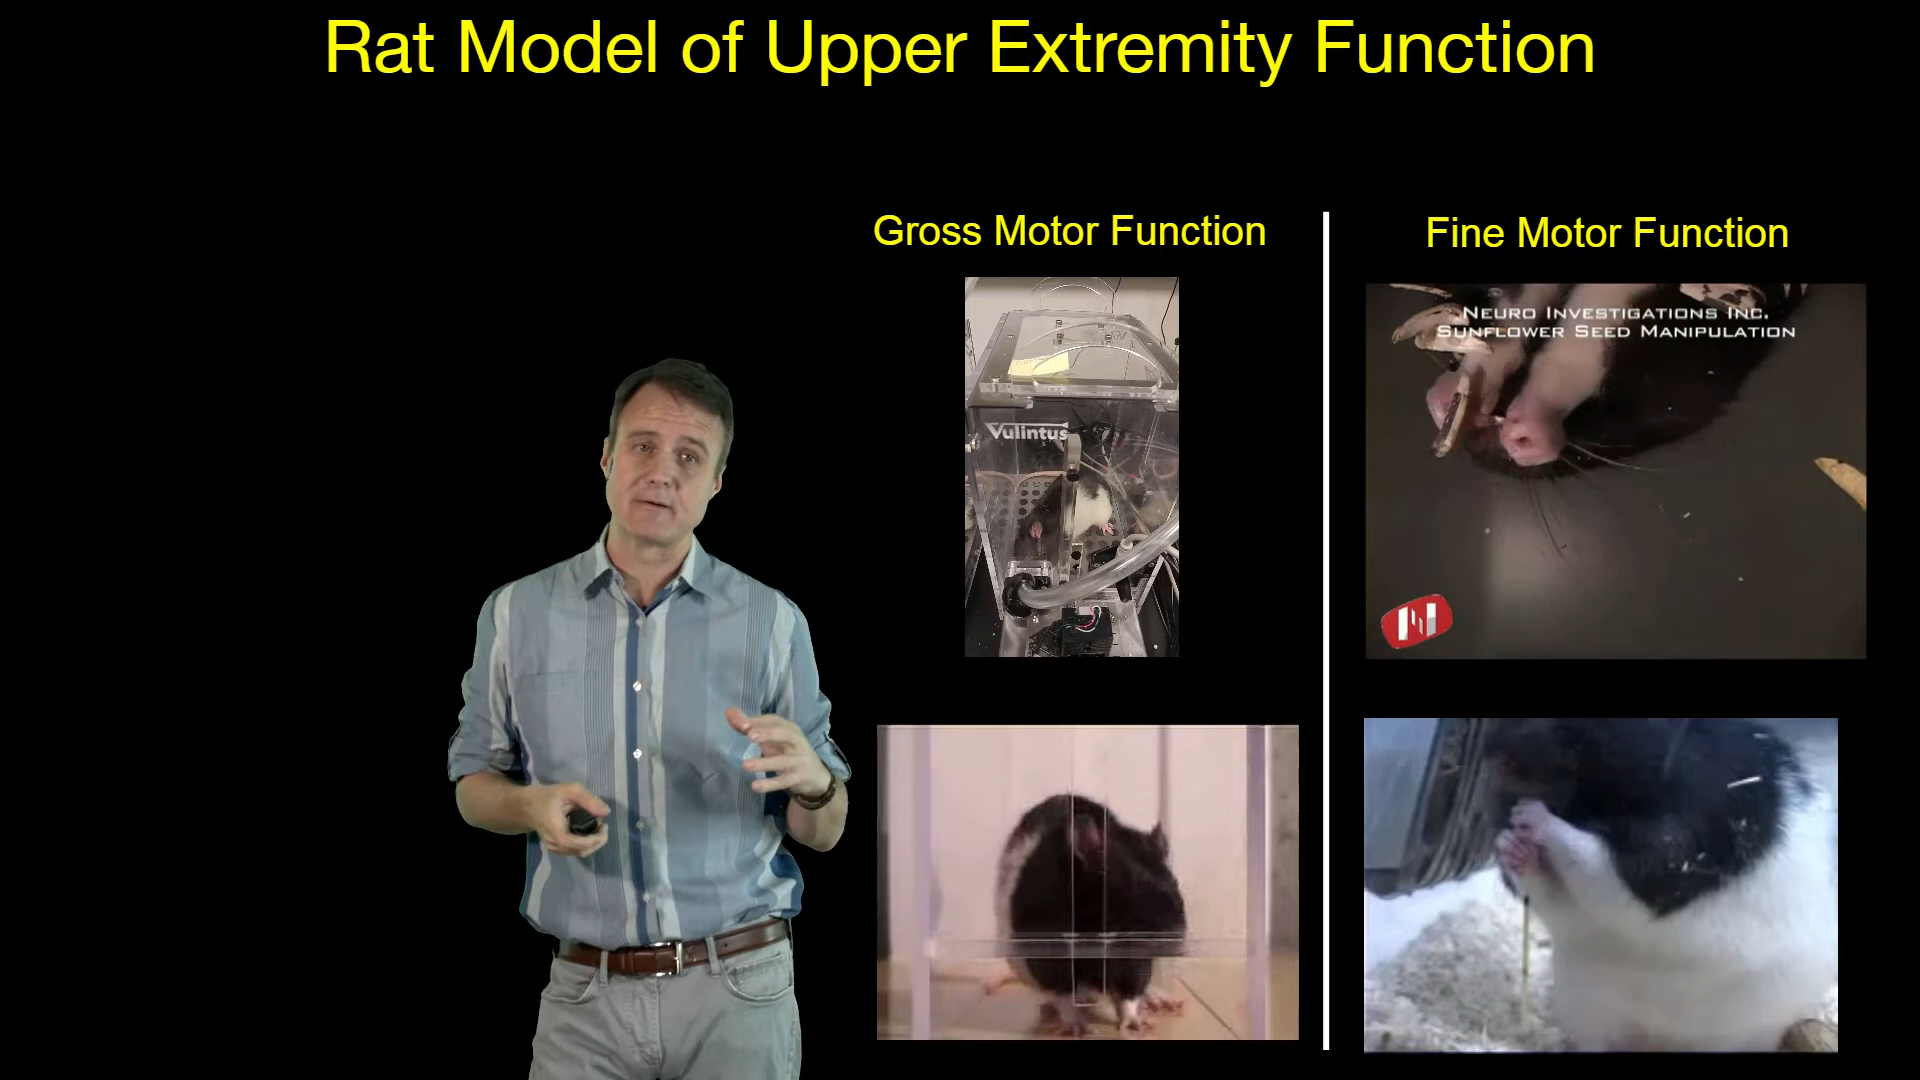 Rat Model of Upper Extremity Function
Gross Motor Function
Fine Motor Function
Vulintus
NEURO INVESTIGATIONS INC.
SUNFLOWER SEED MANIPULATION